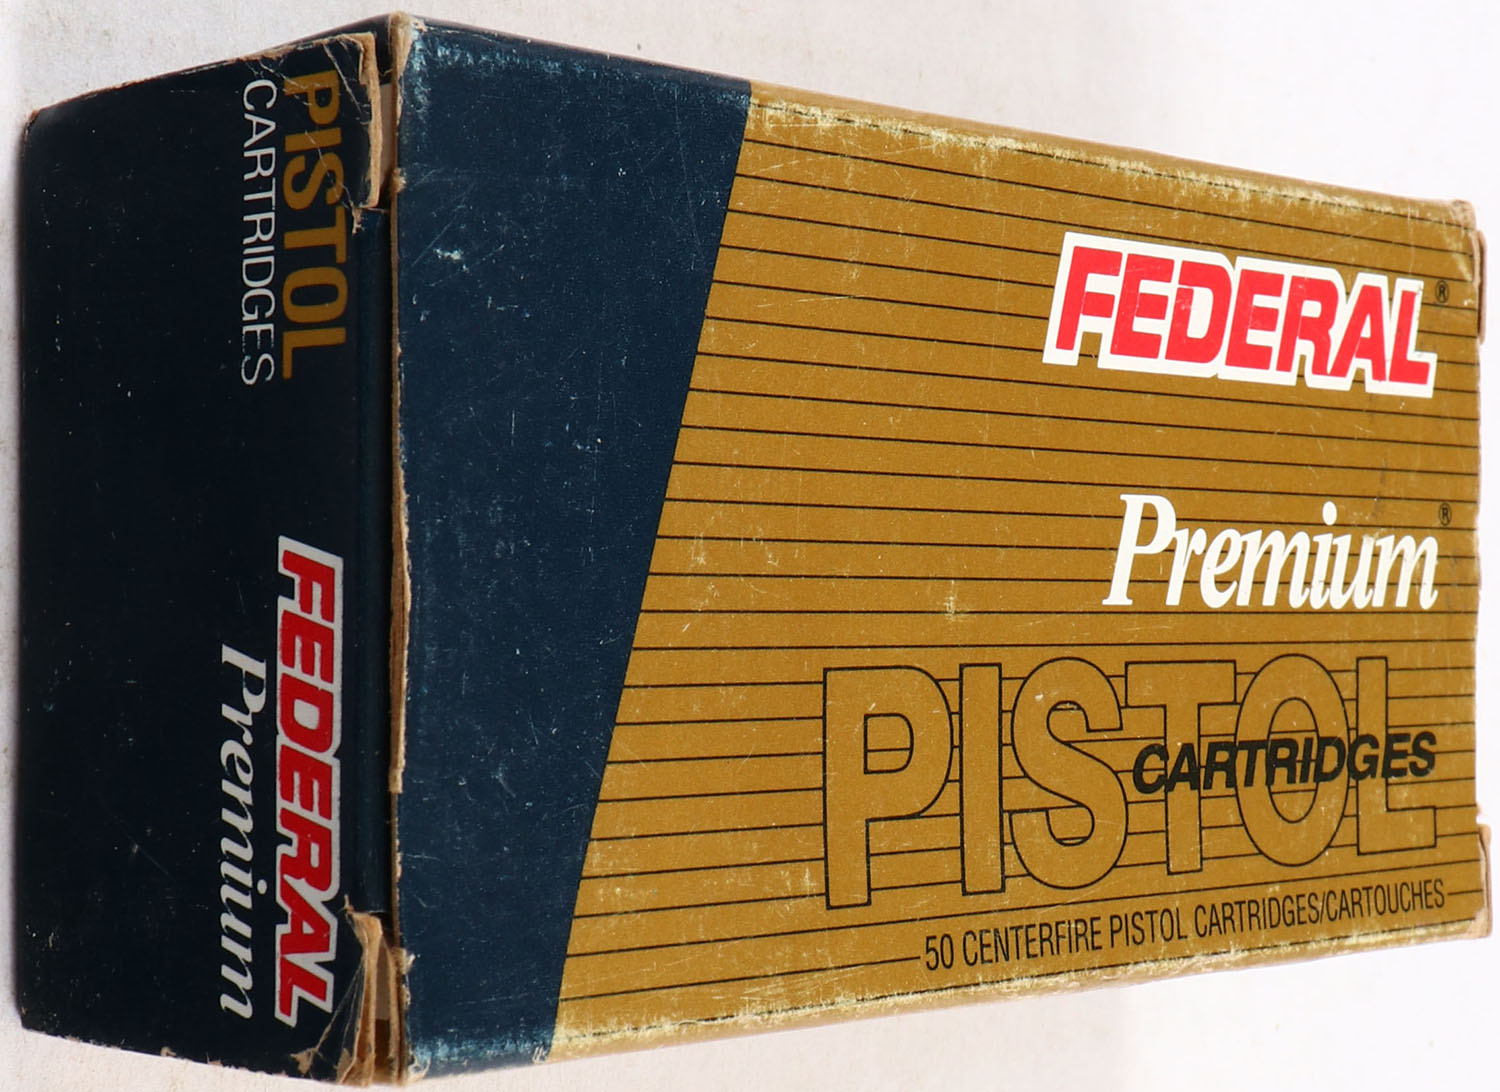 FEDERAL®
Premium®
PISTOL
CARTRIDGES
50 CENTERFIRE PISTOL CARTRIDGES/CARTOUCHES
PISTOL
CARTRIDGES
FEDERAL
Premium